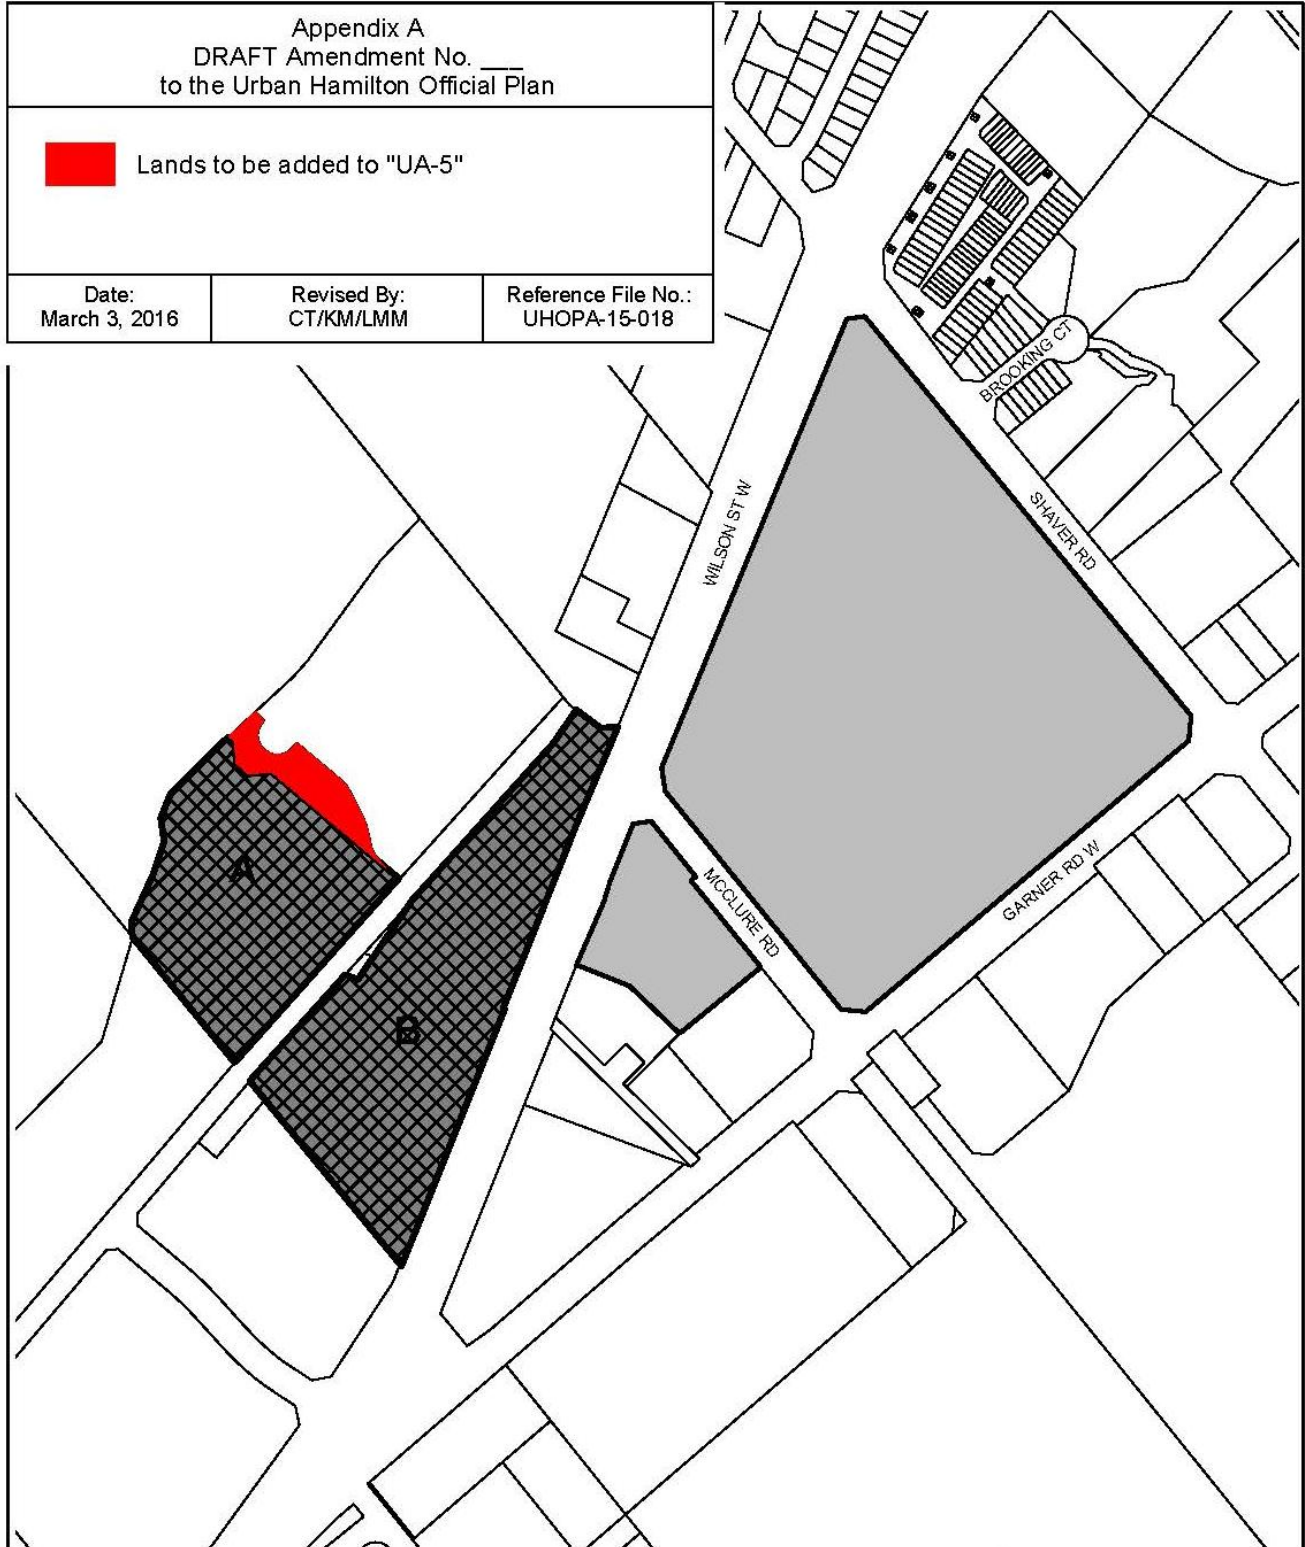 Appendix A
DRAFT Amendment No. ___
to the Urban Hamilton Official Plan
Lands to be added to "UA-5"
Date:
March 3, 2016
Revised By:
CT/KM/LMM
Reference File No.:
UHOPA-15-018
BROOKING CT
WILSON ST W
SHAVER RD
A
MCCLURE RD
GARNER RD W
B